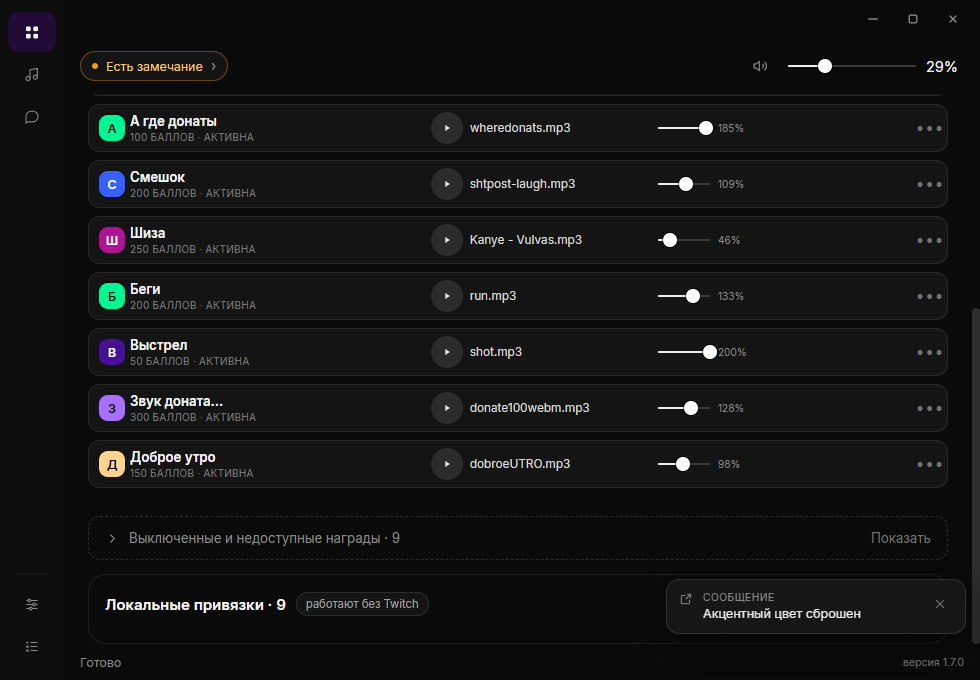 Есть замечание
29%
А
А где донаты
100 БАЛЛОВ · АКТИВНА
wheredonats.mp3
185%
С
Смешок
200 БАЛЛОВ · АКТИВНА
shtpost-laugh.mp3
109%
Ш
Шиза
250 БАЛЛОВ · АКТИВНА
Kanye - Vulvas.mp3
46%
Б
Беги
200 БАЛЛОВ · АКТИВНА
run.mp3
133%
В
Выстрел
50 БАЛЛОВ · АКТИВНА
shot.mp3
200%
З
Звук доната...
300 БАЛЛОВ · АКТИВНА
donate100webm.mp3
128%
Д
Доброе утро
150 БАЛЛОВ · АКТИВНА
dobroeUTRO.mp3
98%
Выключенные и недоступные награды · 9
Показать
Локальные привязки · 9
работают без Twitch
СООБЩЕНИЕ
Акцентный цвет сброшен
Готово
версия 1.7.0